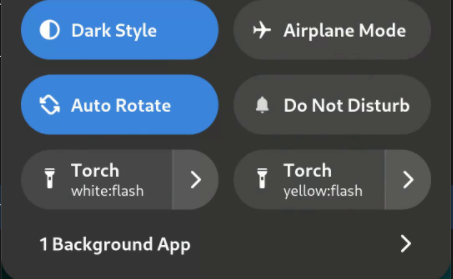 Dark Style
Airplane Mode
Auto Rotate
Do Not Disturb
Torch
white:flash
Torch
yellow:flash
1 Background App